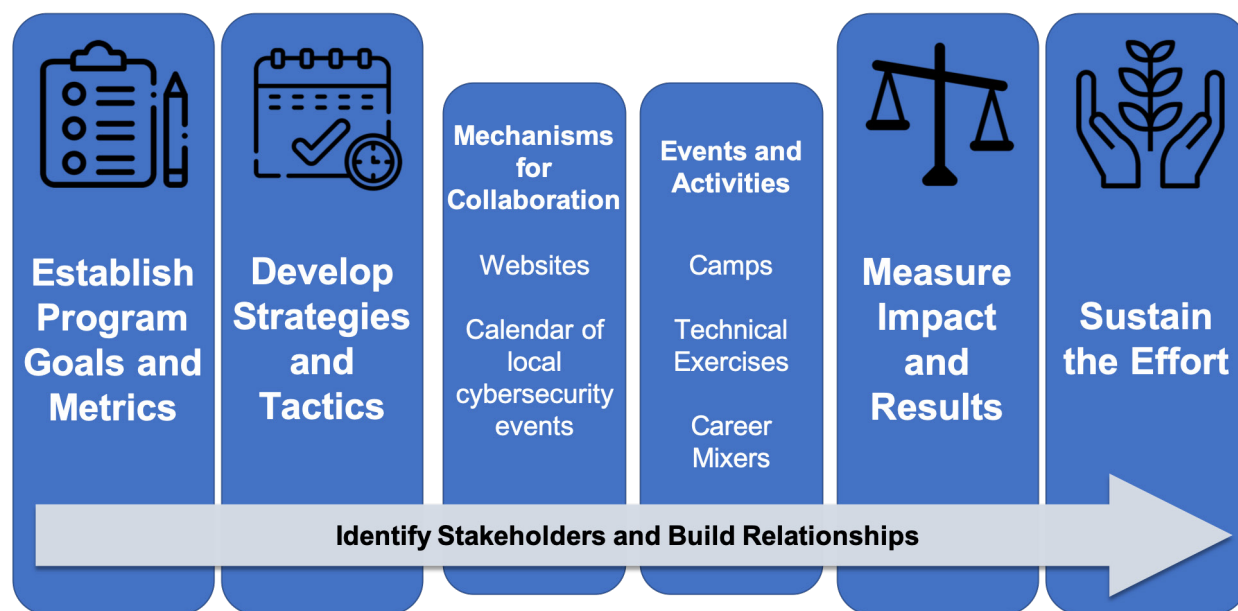 Establish
Program
Goals and
Metrics
Develop
Strategies
and
Tactics
Mechanisms
for
Collaboration
Websites
Calendar of
local
cybersecurity
events
Events and
Activities
Camps
Technical
Exercises
Career
Mixers
Measure
Impact
and
Results
Sustain
the Effort
Identify Stakeholders and Build Relationships